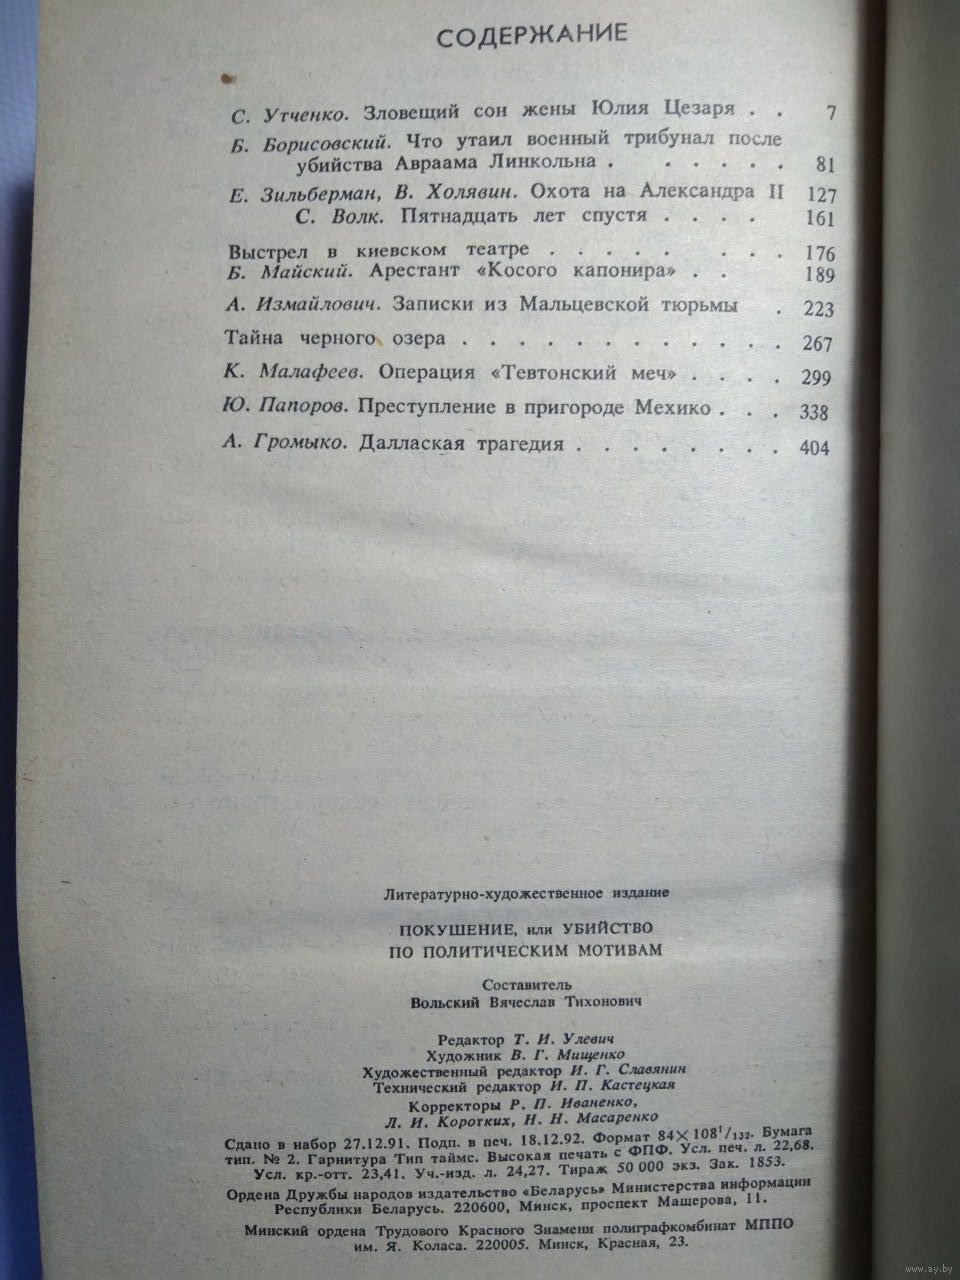 СОДЕРЖАНИЕ
С. Утченко. Зловещий сон жены Юлия Цезаря . . 7
Б. Борисовский. Что утаил военный трибунал после
убийства Авраама Линкольна . . . . . . 81
Е. Зильберман, В. Холявин. Охота на Александра II 127
С. Волк. Пятнадцать лет спустя . . . . 161
Выстрел в киевском театре . . . . . . . . 176
Б. Майский. Арестант «Косого капонира» . . 189
А. Измайлович. Записки из Мальцевской тюрьмы . 223
Тайна черного озера . . . . . . . . . . . . 267
К. Малафеев. Операция «Тевтонский меч» . . . . 299
Ю. Папоров. Преступление в пригороде Мехико . . . 338
А. Громыко. Даллаская трагедия . . . . . . . . 404
Литературно-художественное издание
ПОКУШЕНИЕ, или УБИЙСТВО
ПО ПОЛИТИЧЕСКИМ МОТИВАМ
Составитель
Вольский Вячеслав Тихонович
Редактор Т. И. Улевич
Художник В. Г. Мищенко
Художественный редактор И. Г. Славянин
Технический редактор И. П. Кастецкая
Корректоры Р. П. Иваненко,
Л. И. Коротких, Н. Н. Масаренко
Сдано в набор 27.12.91. Подп. в печ. 18.12.92. Формат 84×108¹/₁₃₂. Бумага
тип. № 2. Гарнитура Тип таймс. Высокая печать с ФПФ. Усл. печ. л. 22,68.
Усл. кр.-отт. 23,41. Уч.-изд. л. 24,27. Тираж 50 000 экз. Зак. 1853.
Ордена Дружбы народов издательство «Беларусь» Министерства информации
Республики Беларусь. 220600, Минск, проспект Машерова, 11.
Минский ордена Трудового Красного Знамени полиграфкомбинат МППО
им. Я. Коласа. 220005. Минск, Красная, 23.
www.ay.by